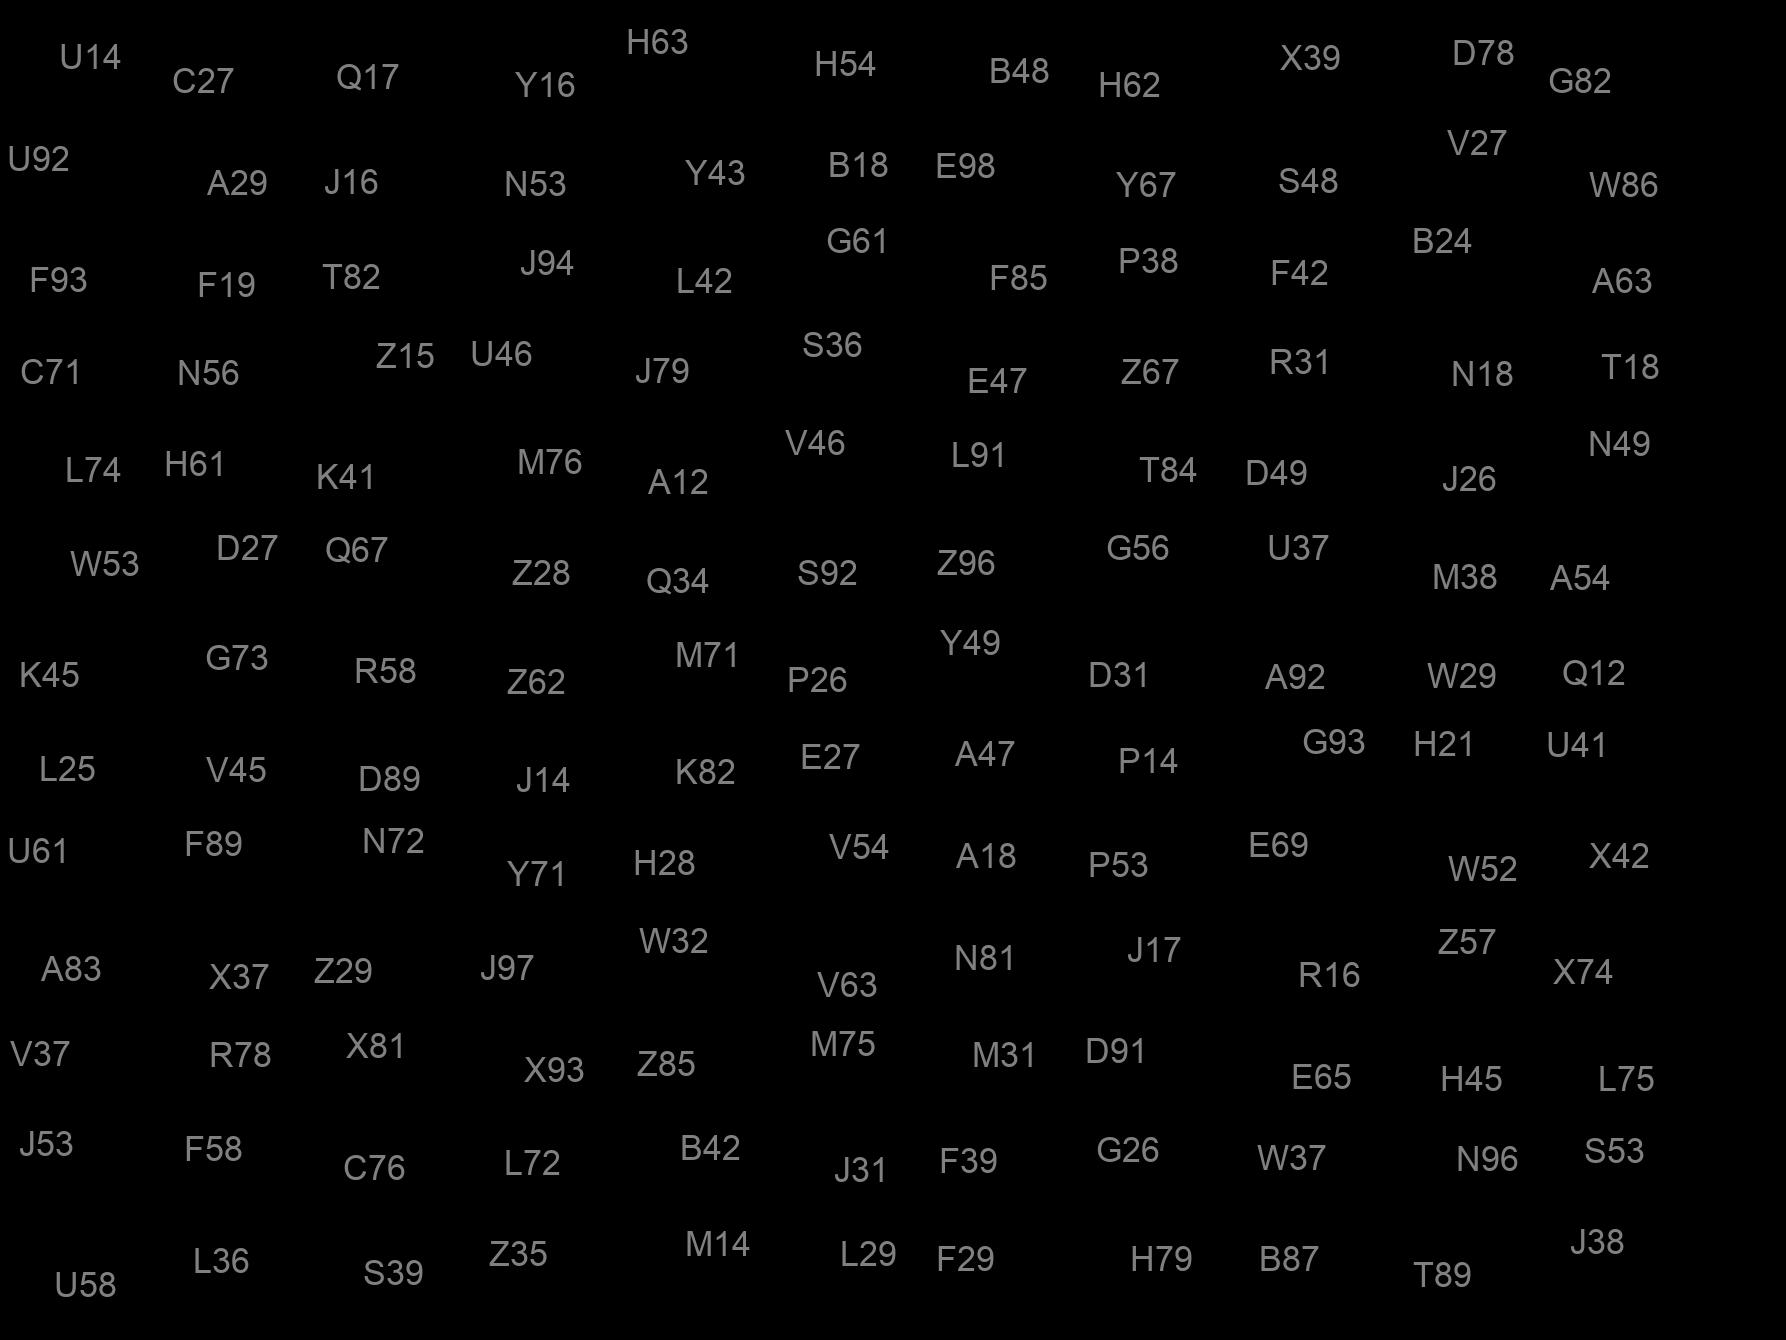 U14 C27 Q17 Y16 H63 H54 B48 H62 X39 D78 G82
U92 A29 J16 N53 Y43 B18 E98 Y67 S48 V27 W86
F93 F19 T82 J94 L42 G61 F85 P38 F42 B24 A63
C71 N56 Z15 U46 J79 S36 E47 Z67 R31 N18 T18
L74 H61 K41 M76 A12 V46 L91 T84 D49 J26 N49
W53 D27 Q67 Z28 Q34 S92 Z96 G56 U37 M38 A54
K45 G73 R58 Z62 M71 P26 Y49 D31 A92 W29 Q12
L25 V45 D89 J14 K82 E27 A47 P14 G93 H21 U41
U61 F89 N72 Y71 H28 V54 A18 P53 E69 W52 X42
A83 X37 Z29 J97 W32 V63 N81 J17 R16 Z57 X74
V37 R78 X81 X93 Z85 M75 M31 D91 E65 H45 L75
J53 F58 C76 L72 B42 J31 F39 G26 W37 N96 S53
U58 L36 S39 Z35 M14 L29 F29 H79 B87 T89 J38